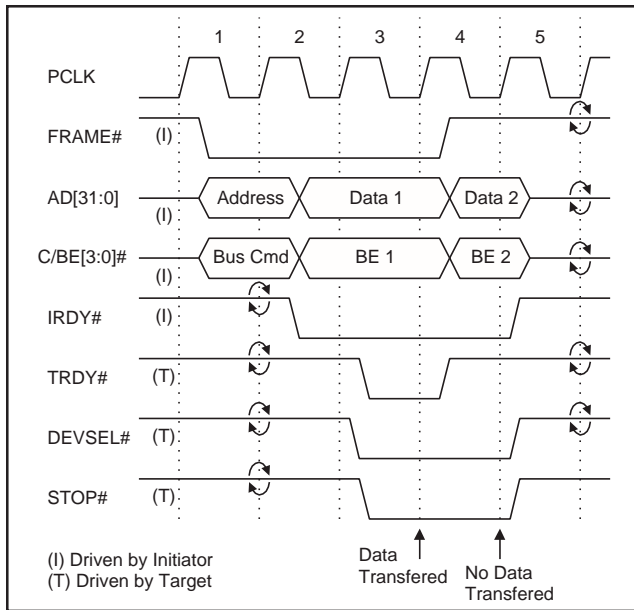 1 2 3 4 5
PCLK
FRAME# (I)
AD[31:0] (I) Address Data 1 Data 2
C/BE[3:0]# (I) Bus Cmd BE 1 BE 2
IRDY# (I)
TRDY# (T)
DEVSEL# (T)
STOP# (T)
(I) Driven by Initiator
(T) Driven by Target
Data
Transfered
No Data
Transfered